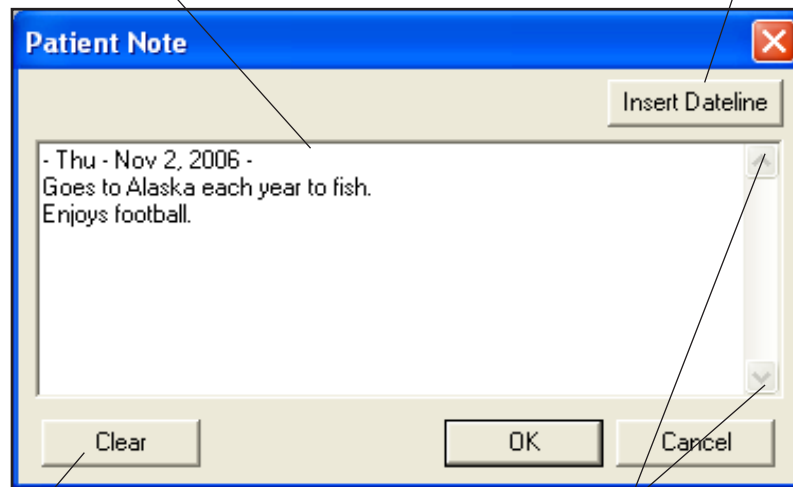 Patient Note
Insert Dateline
- Thu - Nov 2, 2006 -
Goes to Alaska each year to fish.
Enjoys football.
Clear OK Cancel